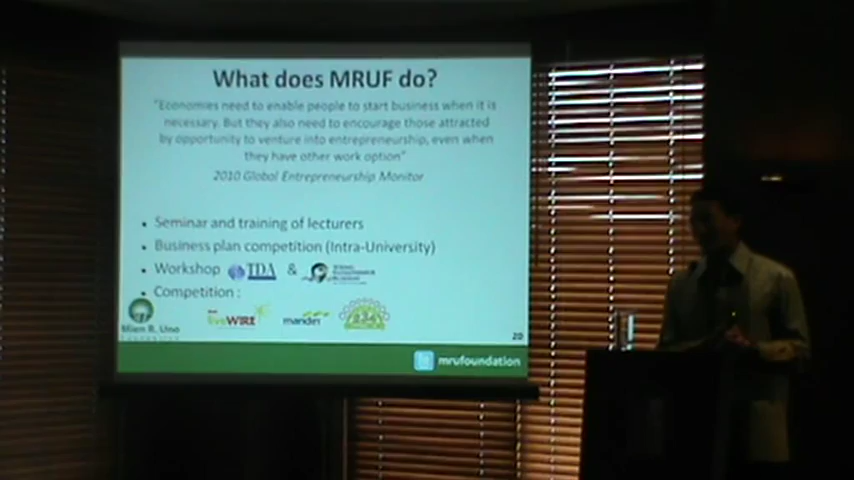 What does MRUF do?
"Economies need to enable people to start business when it is
necessary. But they also need to encourage those attracted
by opportunity to venture into entrepreneurship, even when
they have other work option"
2010 Global Entrepreneurship Monitor
• Seminar and training of lecturers
• Business plan competition (Intra-University)
• Workshop TDA &
• Competition :
liveWIRE mandiri
Mien R. Uno
20
mrufoundation